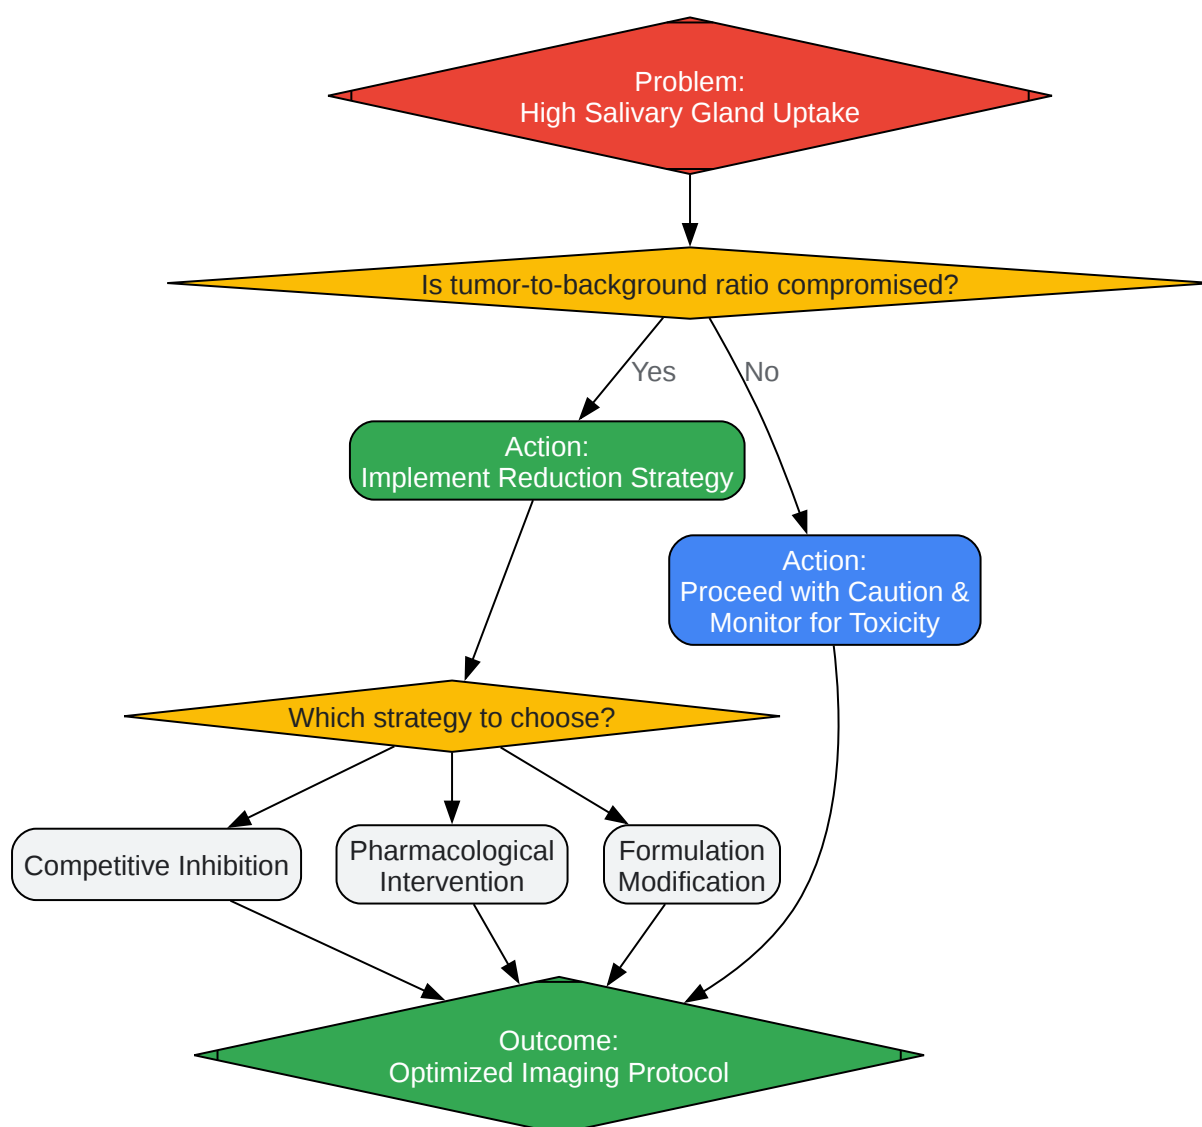 Problem:
High Salivary Gland Uptake
Is tumor-to-background ratio compromised?
Yes
No
Action:
Implement Reduction Strategy
Action:
Proceed with Caution &
Monitor for Toxicity
Which strategy to choose?
Competitive Inhibition
Pharmacological
Intervention
Formulation
Modification
Outcome:
Optimized Imaging Protocol